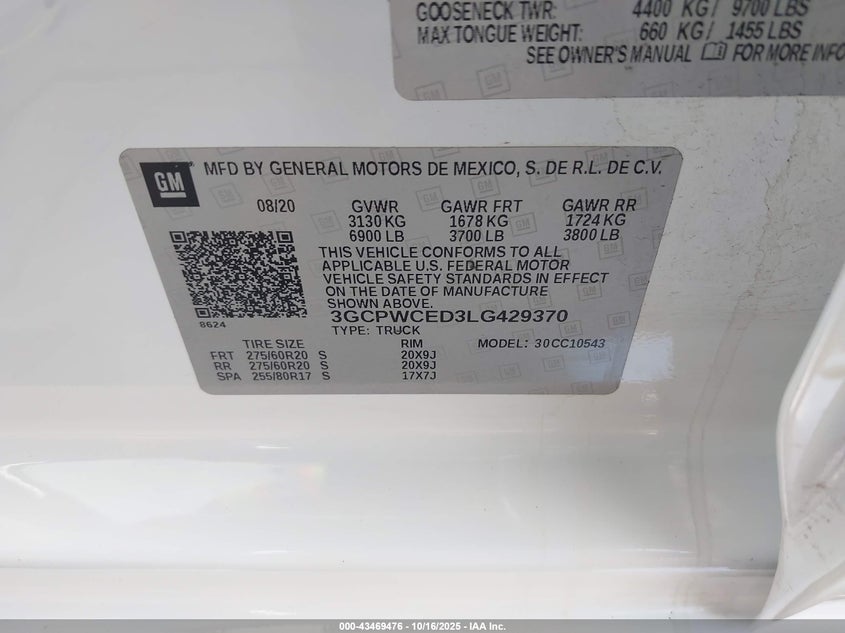 GOOSENECK TWR: 4400 KG/ 9700 LBS
MAX TONGUE WEIGHT: 660 KG/ 1455 LBS
SEE OWNER'S MANUAL FOR MORE INFO
GM MFD BY GENERAL MOTORS DE MEXICO, S. DE R.L. DE C.V.
08/20 GVWR GAWR FRT GAWR RR
3130 KG 1678 KG 1724 KG
6900 LB 3700 LB 3800 LB
THIS VEHICLE CONFORMS TO ALL
APPLICABLE U.S. FEDERAL MOTOR
VEHICLE SAFETY STANDARDS IN EFFECT
ON THE DATE OF MANUFACTURE
SHOWN ABOVE.
8624
3GCPWCED3LG429370
TYPE: TRUCK
TIRE SIZE RIM MODEL: 30CC10543
FRT 275/60R20 S 20X9J
RR 275/60R20 S 20X9J
SPA 255/80R17 S 17X7J
000-43469476 - 10/16/2025 - IAA Inc.